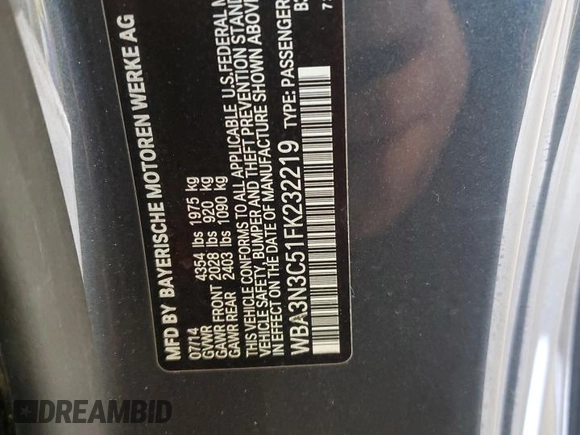 MFD BY BAYERISCHE MOTOREN WERKE AG
07/14
GVWR 4354 lbs 1975 kg
GAWR FRONT 2028 lbs 920 kg
GAWR REAR 2403 lbs 1090 kg
THIS VEHICLE CONFORMS TO ALL APPLICABLE U.S. FEDERAL M
VEHICLE SAFETY, BUMPER AND THEFT PREVENTION STAND
EFFECT ON THE DATE OF MANUFACTURE SHOWN ABOVE
WBA3N3C51FK232219 TYPE: PASSENGER
DREAMBID